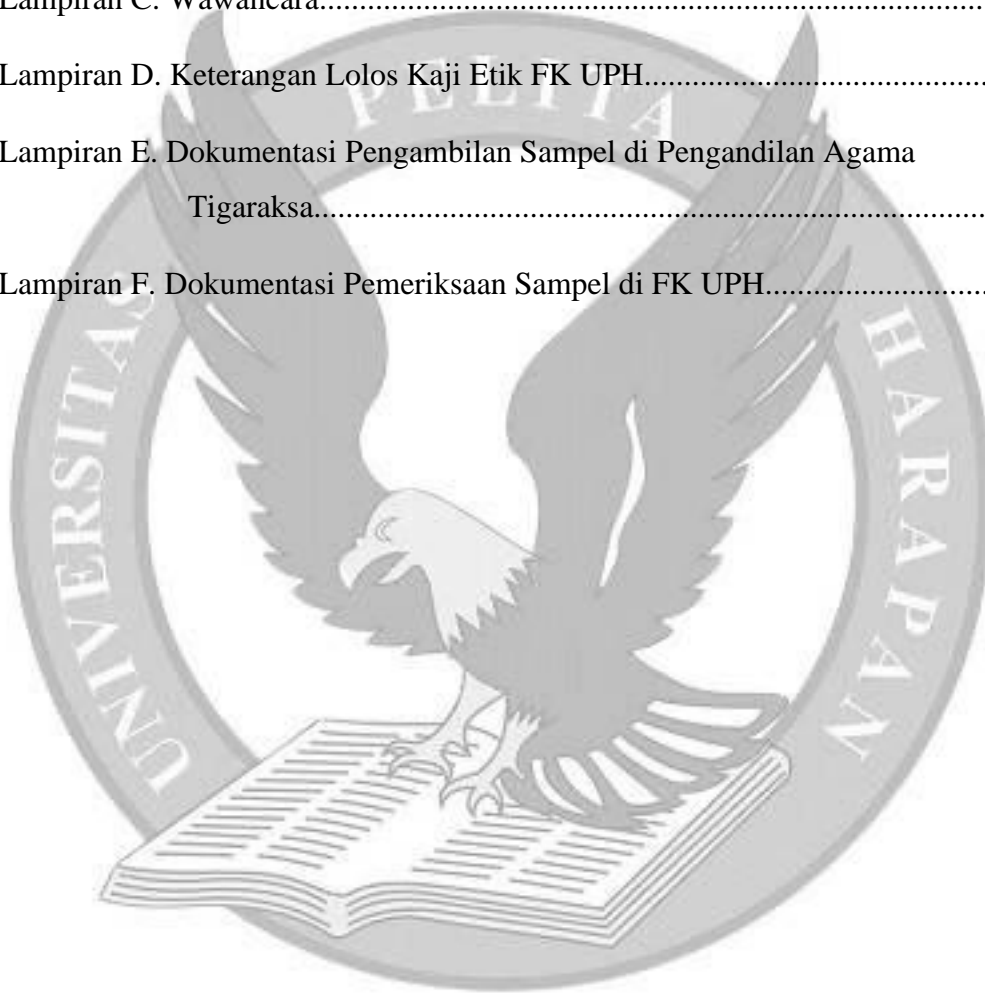 Lampiran C. Wawancara....................................................................................
Lampiran D. Keterangan Lolos Kaji Etik FK UPH...........................................
Lampiran E. Dokumentasi Pengambilan Sampel di Pengandilan Agama
Tigaraksa....................................................................................
Lampiran F. Dokumentasi Pemeriksaan Sampel di FK UPH............................
UNIVERSITAS PELITA HARAPAN